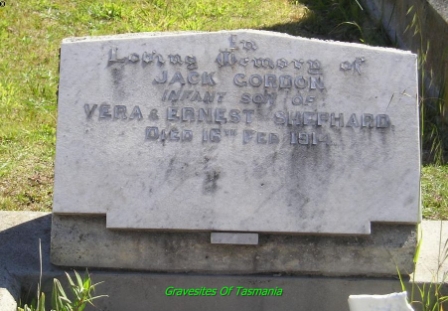 In
Loving Memory of
JACK GORDON
INFANT SON OF
VERA & ERNEST SHEPHARD
DIED 16TH FEB 1914
Gravesites Of Tasmania